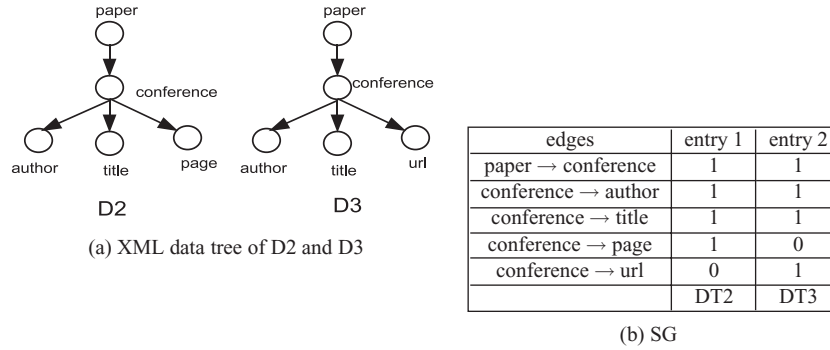 paper
paper
conference
conference
author
title
page
author
title
url
D2
D3
(a) XML data tree of D2 and D3
edges entry 1 entry 2
paper → conference 1 1
conference → author 1 1
conference → title 1 1
conference → page 1 0
conference → url 0 1
DT2 DT3
(b) SG